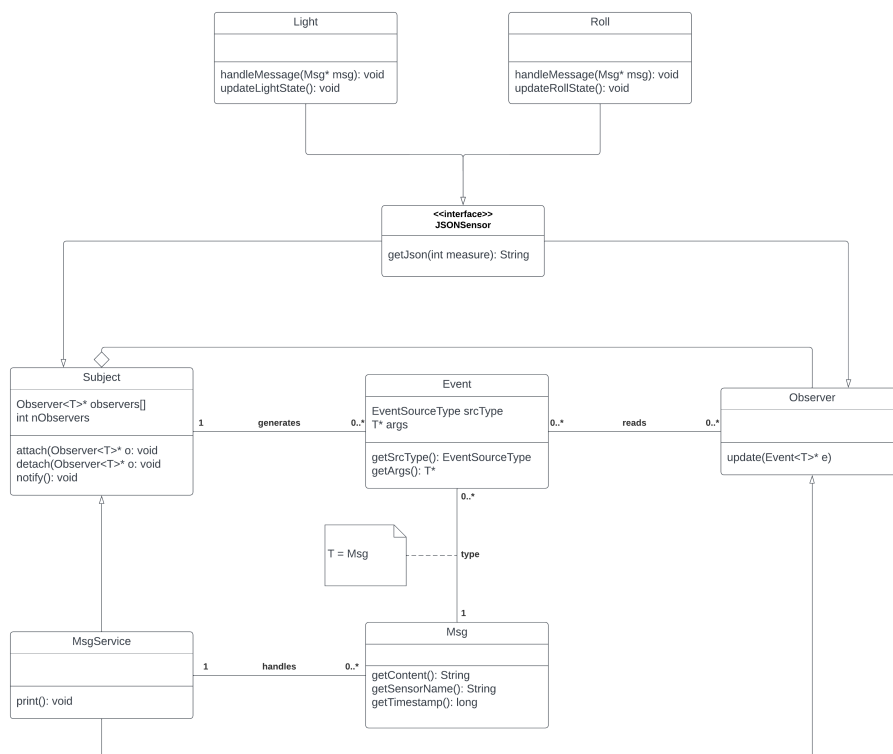 Light
handleMessage(Msg* msg): void
updateLightState(): void
Roll
handleMessage(Msg* msg): void
updateRollState(): void
<<interface>>
JSONSensor
getJson(int measure): String
Subject
Observer<T>* observers[]
int nObservers
attach(Observer<T>* o: void
detach(Observer<T>* o: void
notify(): void
1 generates 0..*
Event
EventSourceType srcType
T* args
getSrcType(): EventSourceType
getArgs(): T*
0..* reads 0..*
Observer
update(Event<T>* e)
0..*
T = Msg
type
1
MsgService
print(): void
1 handles 0..*
Msg
getContent(): String
getSensorName(): String
getTimestamp(): long